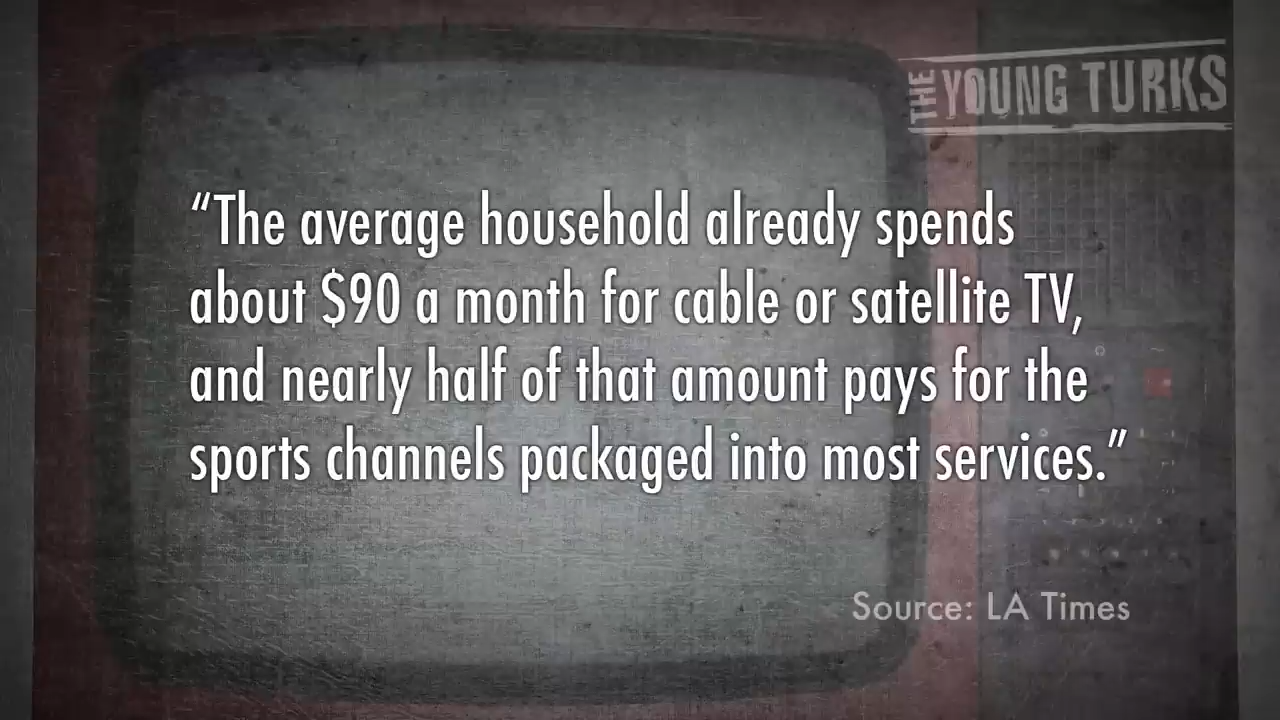 THE YOUNG TURKS
“The average household already spends
about $90 a month for cable or satellite TV,
and nearly half of that amount pays for the
sports channels packaged into most services.”
Source: LA Times